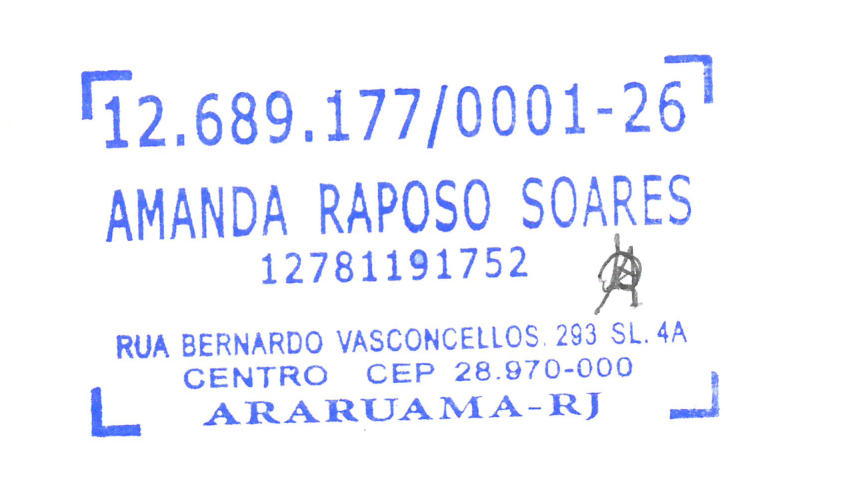 12.689.177/0001-26
AMANDA RAPOSO SOARES
12781191752
RUA BERNARDO VASCONCELLOS. 293 SL. 4A
CENTRO CEP 28.970-000
ARARUAMA-RJ